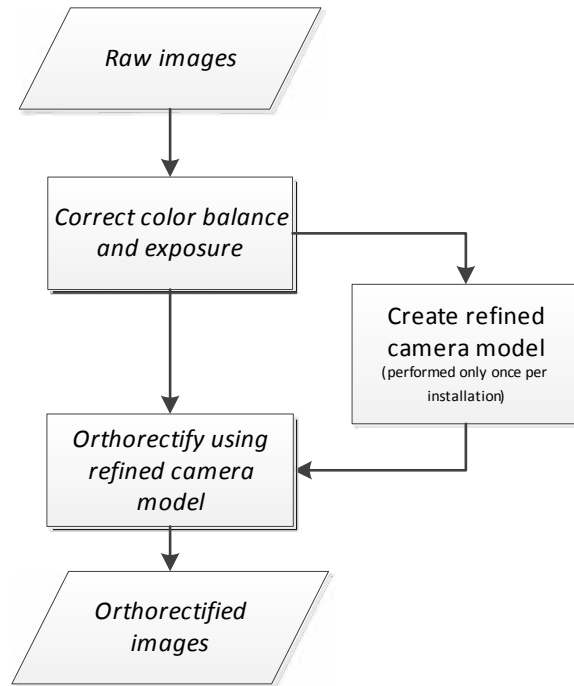 Raw images
Correct color balance
and exposure
Create refined
camera model
(performed only once per
installation)
Orthorectify using
refined camera
model
Orthorectified
images